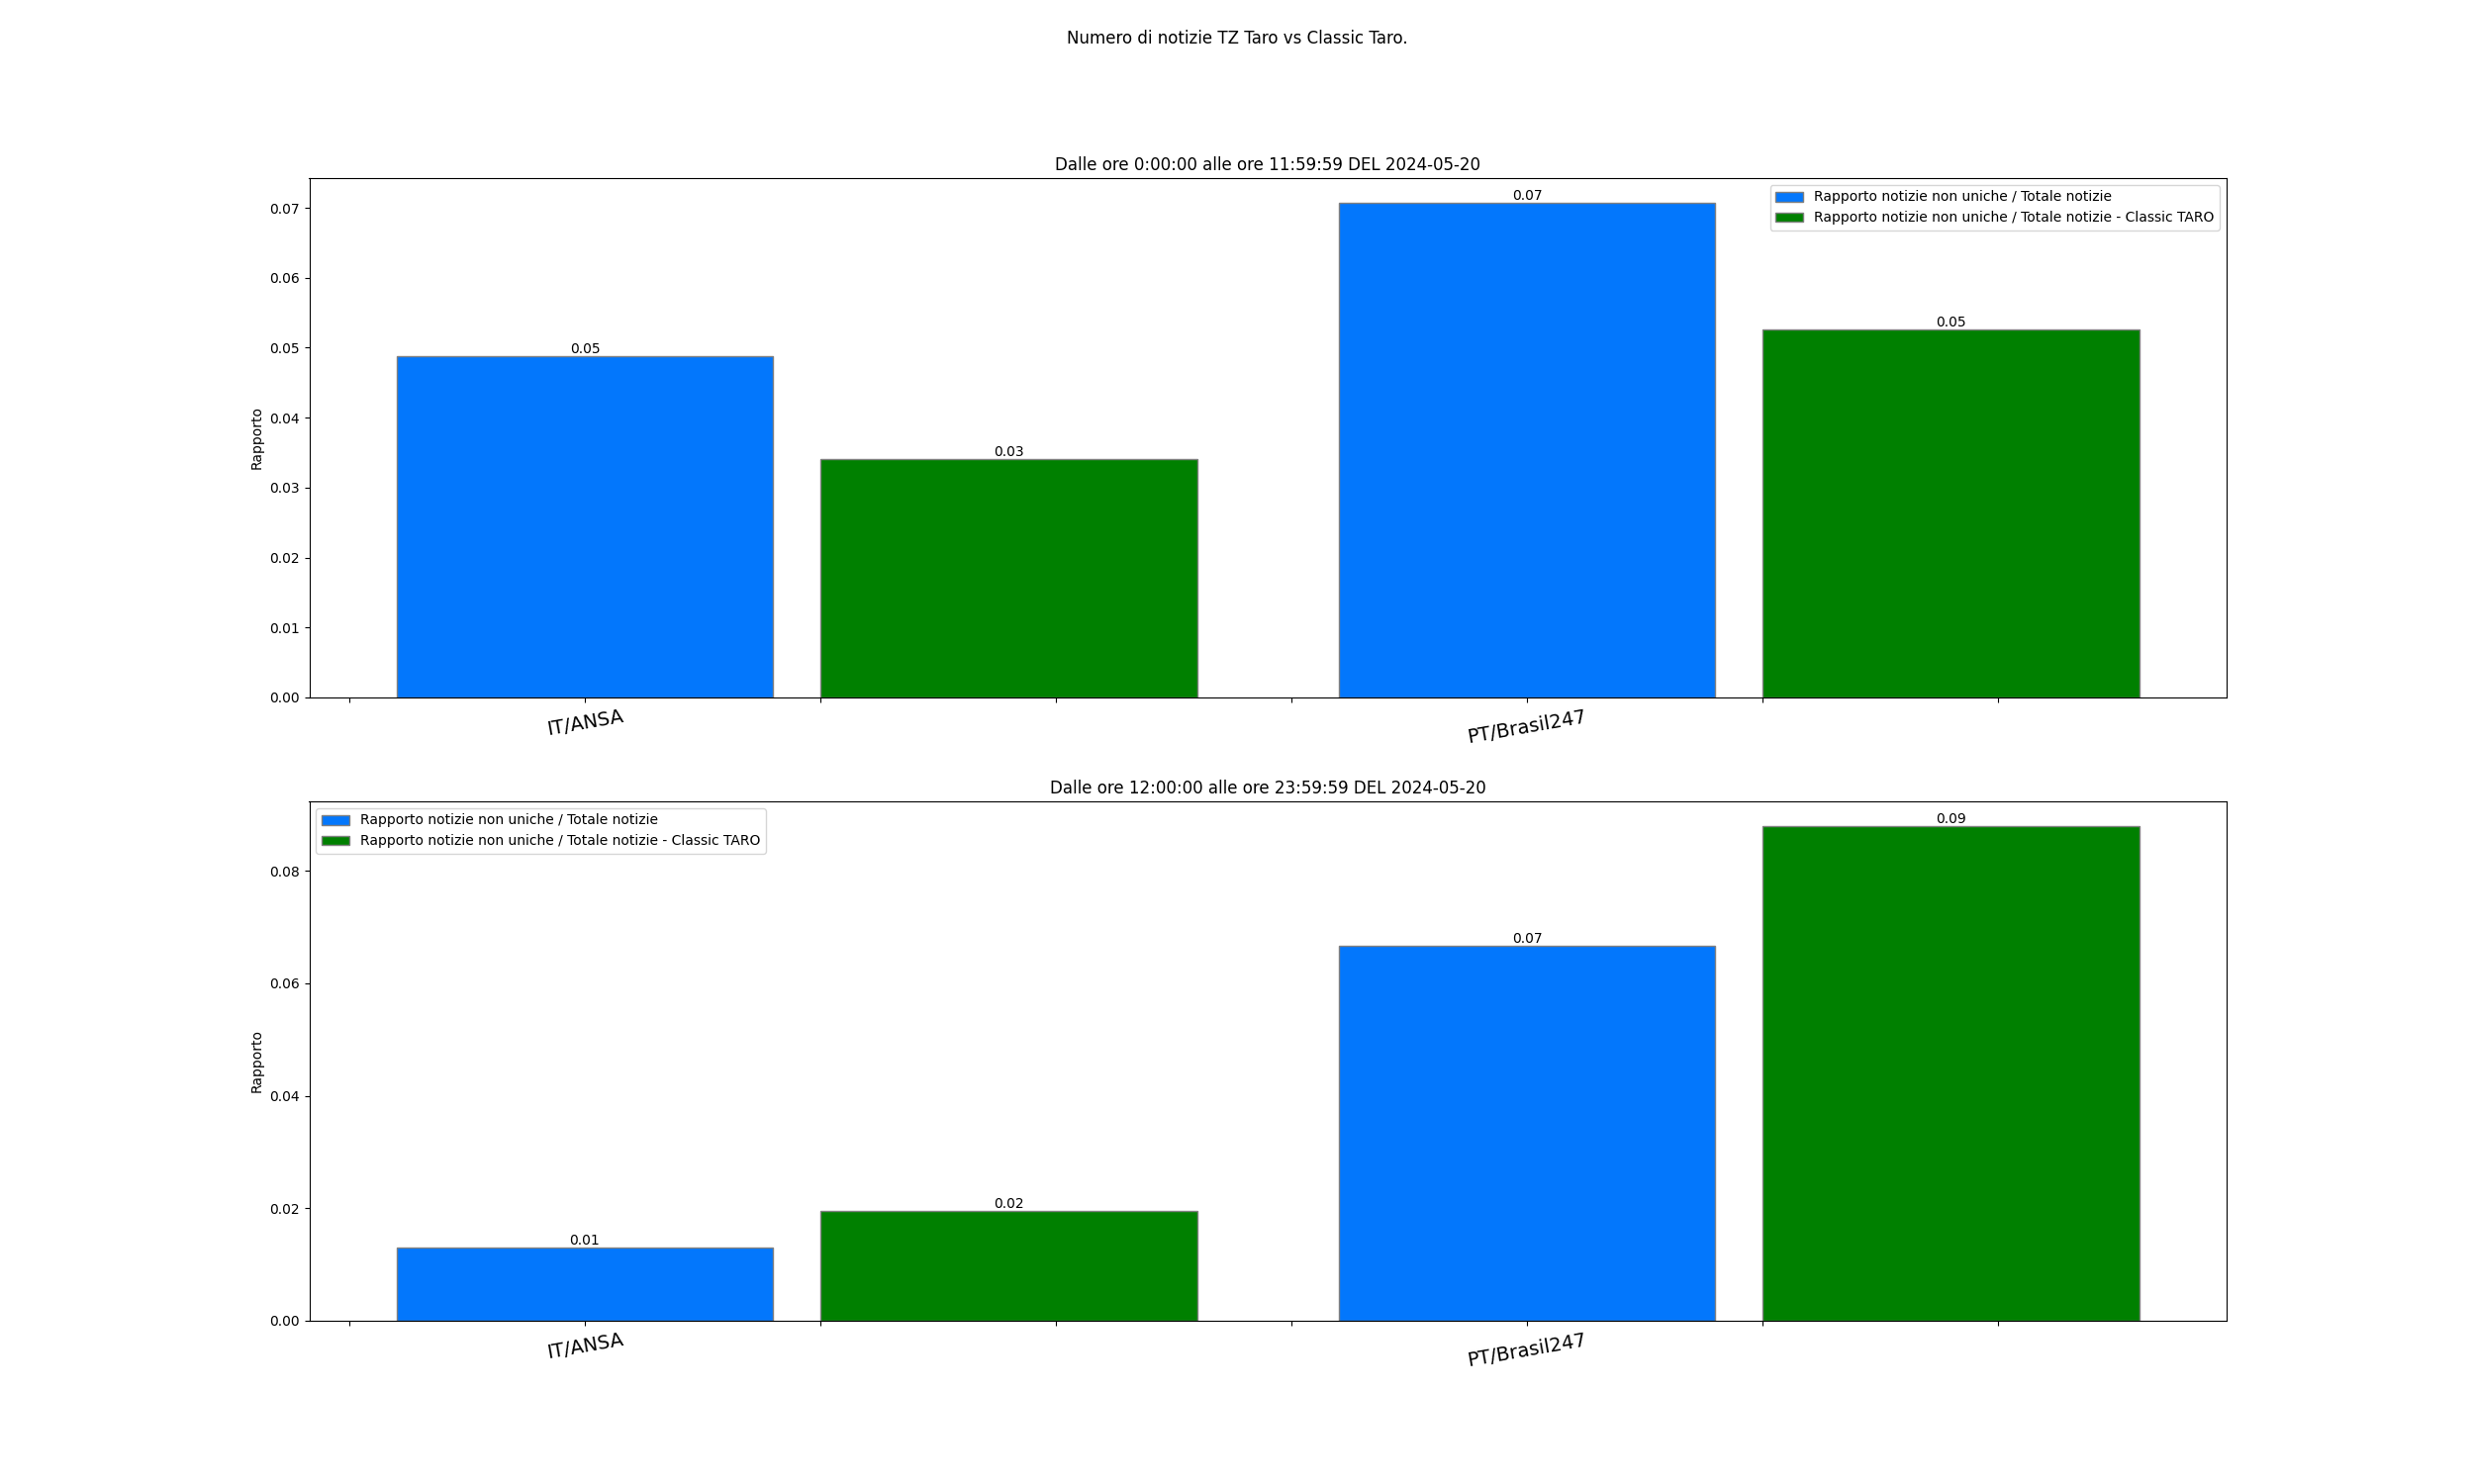 Numero di notizie TZ Taro vs Classic Taro.
Dalle ore 0:00:00 alle ore 11:59:59 DEL 2024-05-20
Rapporto notizie non uniche / Totale notizie
Rapporto notizie non uniche / Totale notizie - Classic TARO
0.07
0.06
0.05
0.04
0.03
0.02
0.01
0.00
Rapporto
0.05
0.03
0.07
0.05
IT/ANSA
PT/Brasil247
Dalle ore 12:00:00 alle ore 23:59:59 DEL 2024-05-20
Rapporto notizie non uniche / Totale notizie
Rapporto notizie non uniche / Totale notizie - Classic TARO
0.08
0.06
0.04
0.02
0.00
Rapporto
0.01
0.02
0.07
0.09
IT/ANSA
PT/Brasil247